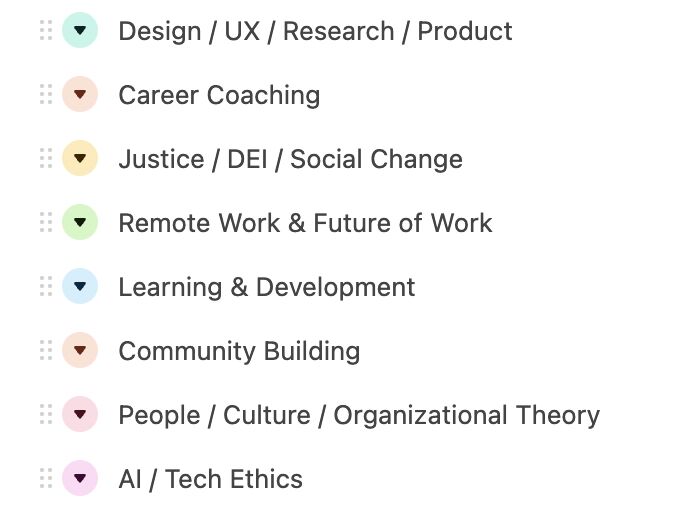 Design / UX / Research / Product
Career Coaching
Justice / DEI / Social Change
Remote Work & Future of Work
Learning & Development
Community Building
People / Culture / Organizational Theory
AI / Tech Ethics